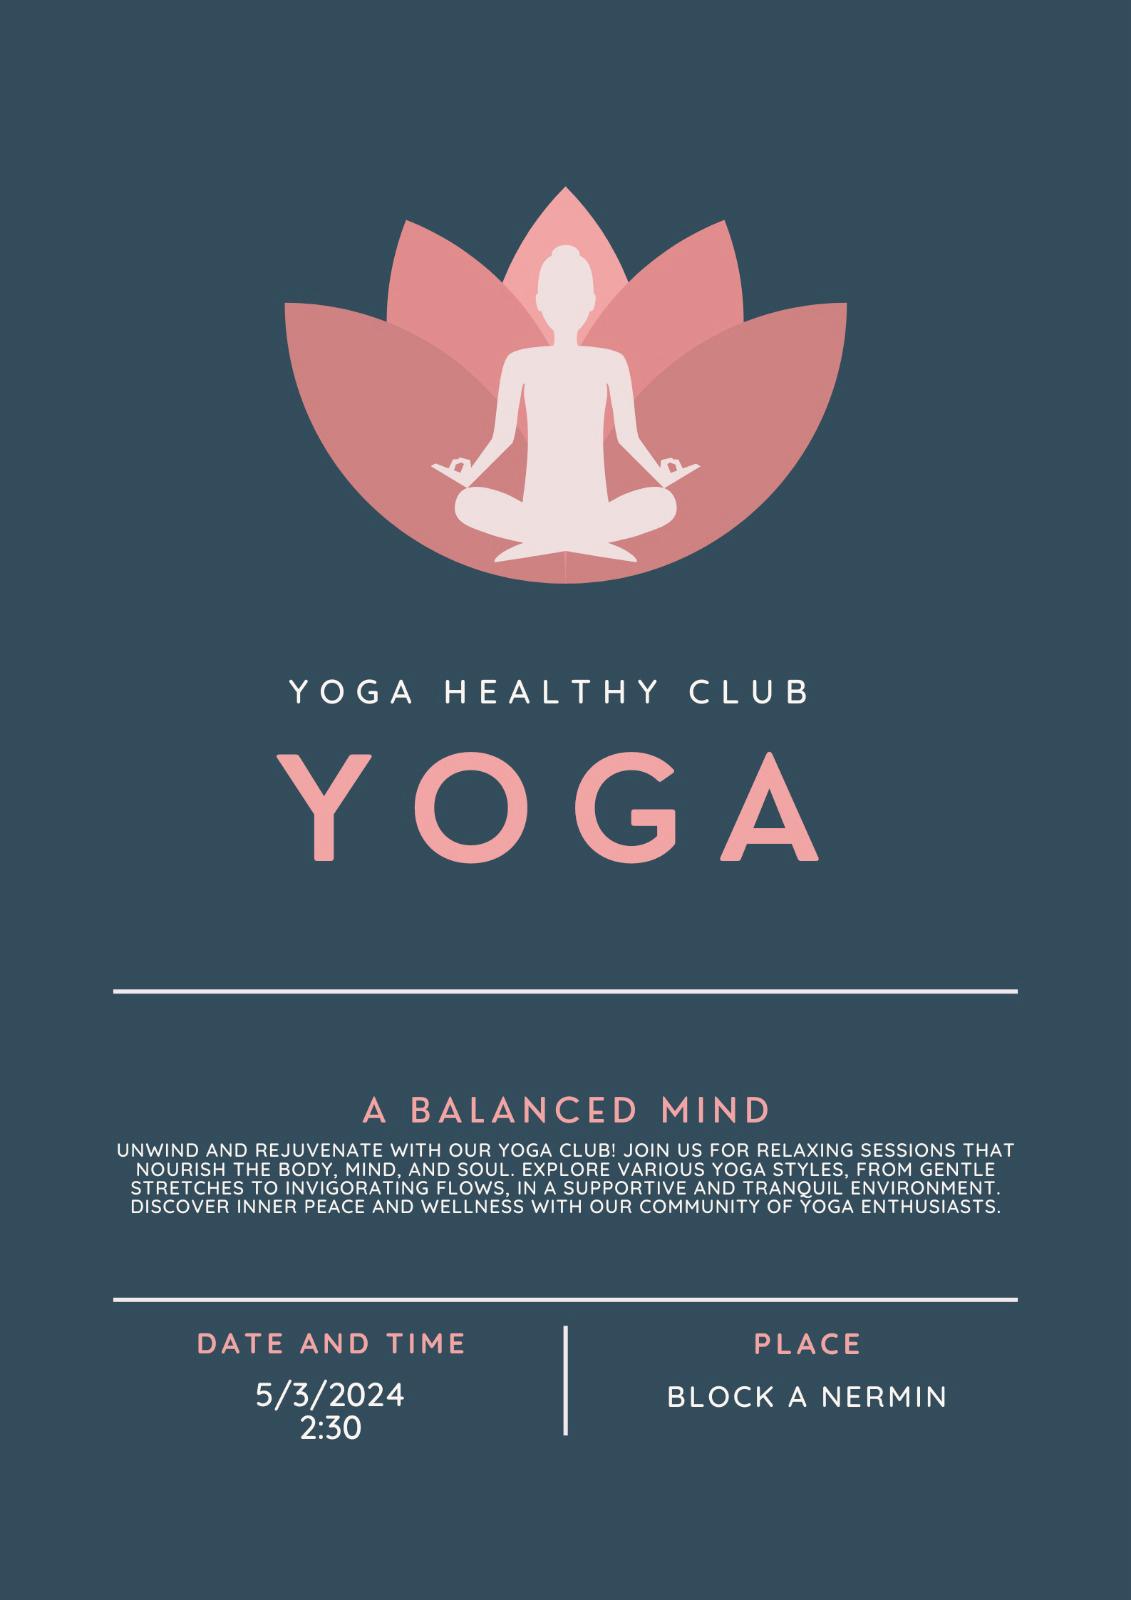 YOGA HEALTHY CLUB
YOGA
A BALANCED MIND
UNWIND AND REJUVENATE WITH OUR YOGA CLUB! JOIN US FOR RELAXING SESSIONS THAT
NOURISH THE BODY, MIND, AND SOUL. EXPLORE VARIOUS YOGA STYLES, FROM GENTLE
STRETCHES TO INVIGORATING FLOWS, IN A SUPPORTIVE AND TRANQUIL ENVIRONMENT.
DISCOVER INNER PEACE AND WELLNESS WITH OUR COMMUNITY OF YOGA ENTHUSIASTS.
DATE AND TIME
5/3/2024
2:30
PLACE
BLOCK A NERMIN